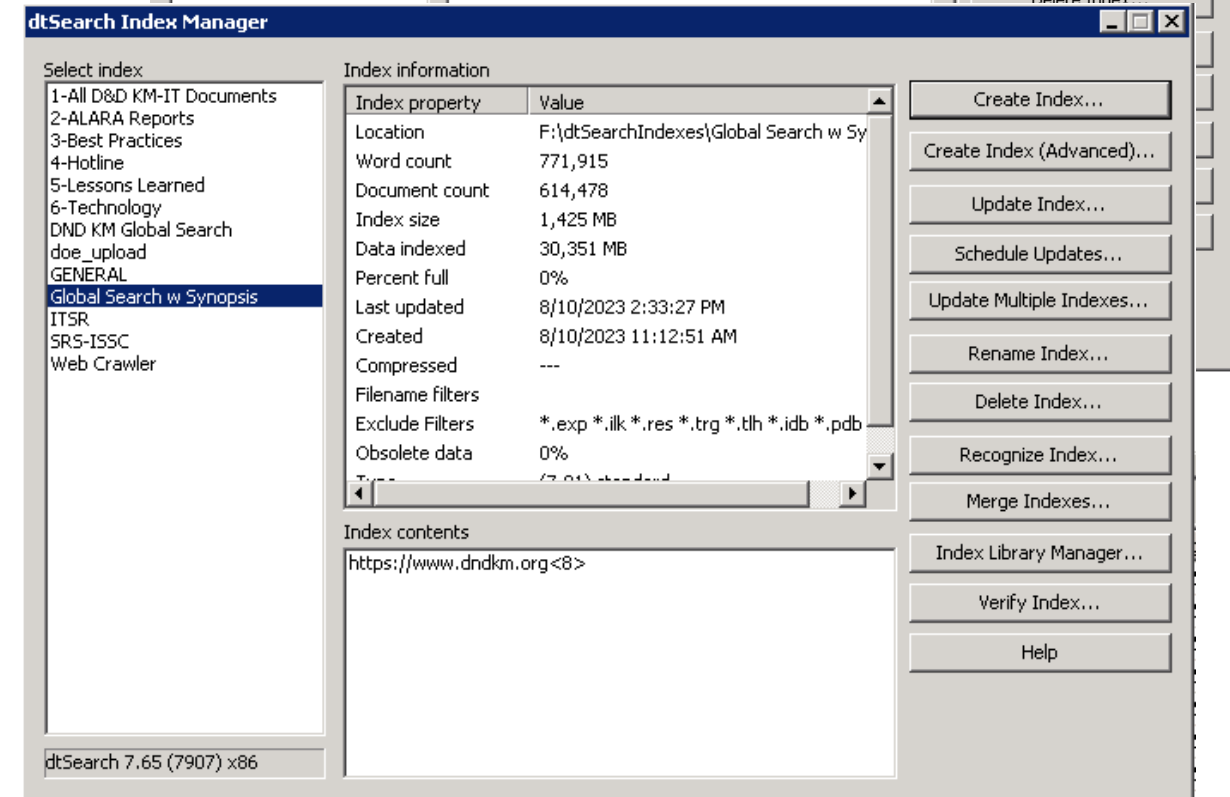 Delete Index...
dtSearch Index Manager
Select index
1-All D&D KM-IT Documents
2-ALARA Reports
3-Best Practices
4-Hotline
5-Lessons Learned
6-Technology
DND KM Global Search
doe_upload
GENERAL
Global Search w Synopsis
ITSR
SRS-ISSC
Web Crawler
dtSearch 7.65 (7907) x86
Index information
Index property Value
Location F:\dtSearchIndexes\Global Search w Sy
Word count 771,915
Document count 614,478
Index size 1,425 MB
Data indexed 30,351 MB
Percent full 0%
Last updated 8/10/2023 2:33:27 PM
Created 8/10/2023 11:12:51 AM
Compressed ---
Filename filters
Exclude Filters *.exp *.ilk *.res *.trg *.tlh *.idb *.pdb
Obsolete data 0%
Type (7.01) standard
Index contents
https://www.dndkm.org<8>
Create Index...
Create Index (Advanced)...
Update Index...
Schedule Updates...
Update Multiple Indexes...
Rename Index...
Delete Index...
Recognize Index...
Merge Indexes...
Index Library Manager...
Verify Index...
Help